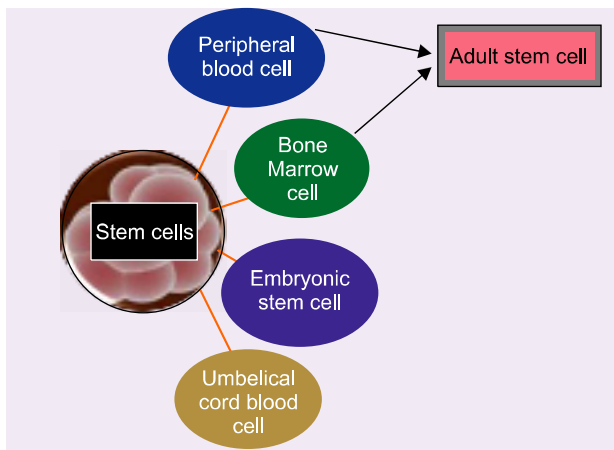 Peripheral
blood cell
Adult stem cell
Bone
Marrow
cell
Stem cells
Embryonic
stem cell
Umbelical
cord blood
cell